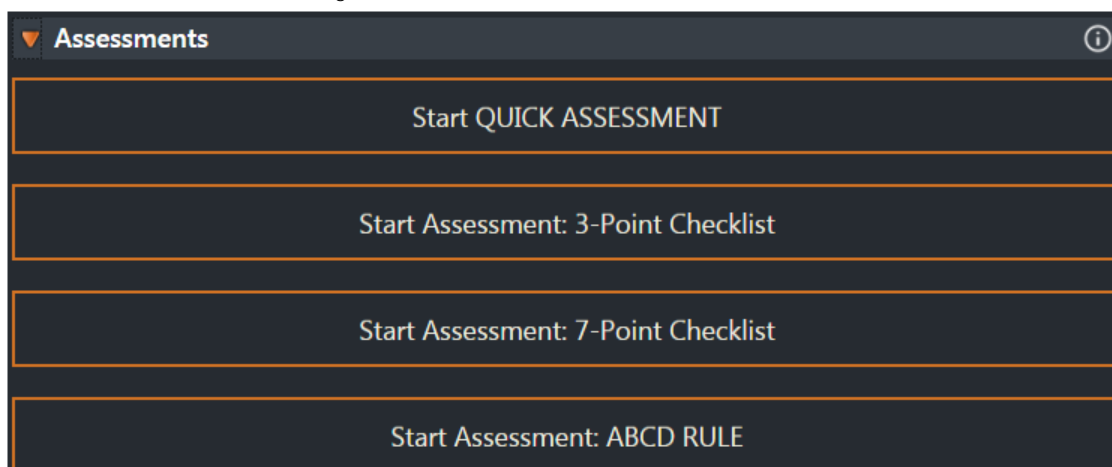 Assessments
Start QUICK ASSESSMENT
Start Assessment: 3-Point Checklist
Start Assessment: 7-Point Checklist
Start Assessment: ABCD RULE